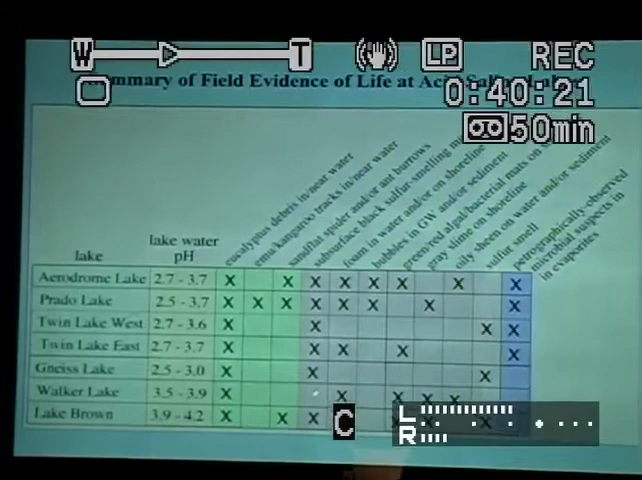 W T LP REC
mmary of Field Evidence of Life at
0:40:21
50min
eucalyptus debris in/near water
emu/kangaroo tracks in/near water
sandflat spider and/or ant burrows
subsurface black sulfur-smelling
foam in water and/or on shoreline
bubbles in GW and/or sediment
green/red algal/bacterial mats on
gray slime on shoreline
oily sheen on water and/or sediment
sulfur smell
petrographically-observed
microbial suspects in
in evaporites
lake
lake water
pH
Aerodrome Lake 2.7 - 3.7 X X X X X X X X X
Prado Lake 2.5 - 3.7 X X X X X X X X
Twin Lake West 2.7 - 3.6 X X X X
Twin Lake East 2.7 - 3.7 X X X X X
Gneiss Lake 2.5 - 3.0 X X X
Walker Lake 3.5 - 3.9 X X X X X
Lake Brown 3.9 - 4.2 X X X
C
L
R